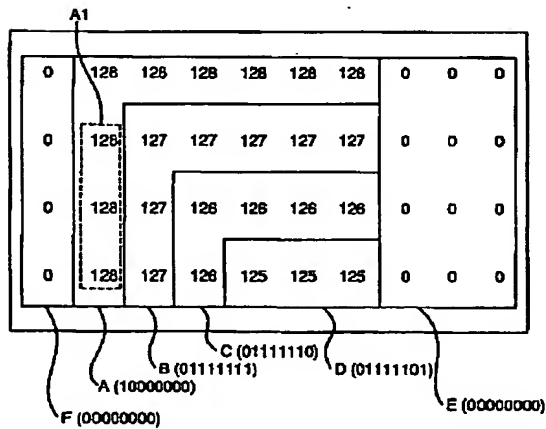 A1
0 128 128 128 128 128 128 0 0 0
0 128 127 127 127 127 127 0 0 0
0 128 127 126 126 126 126 0 0 0
0 128 127 126 125 125 125 0 0 0
C (01111110)
B (01111111)
D (01111101)
A (10000000)
E (00000000)
F (00000000)